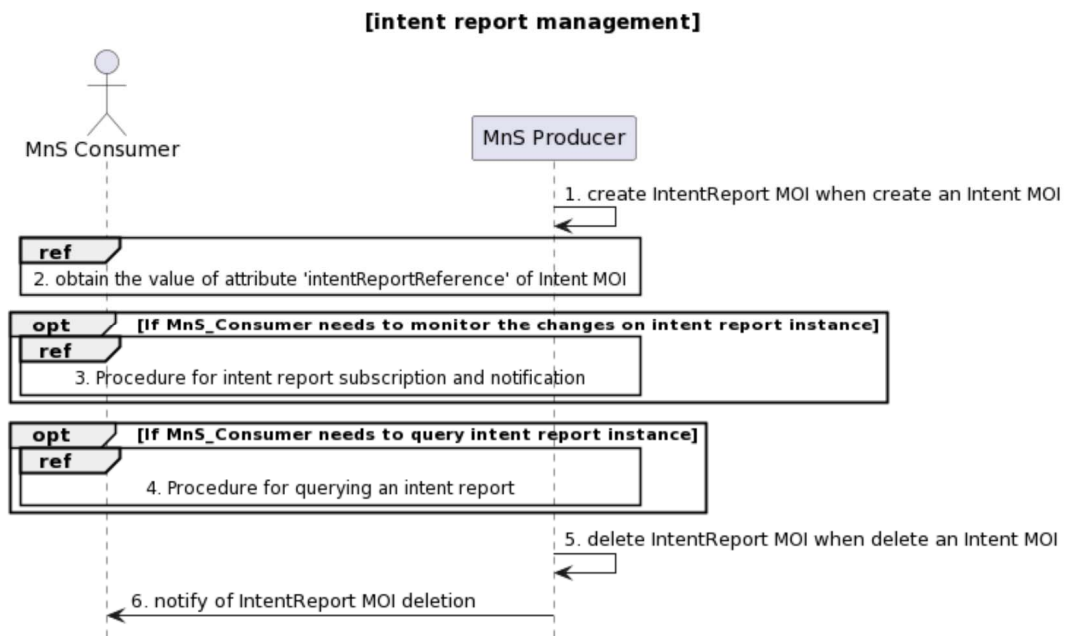 [intent report management]
MnS Consumer
MnS Producer
1. create IntentReport MOI when create an Intent MOI
ref
2. obtain the value of attribute 'intentReportReference' of Intent MOI
opt [If MnS_Consumer needs to monitor the changes on intent report instance]
ref
3. Procedure for intent report subscription and notification
opt [If MnS_Consumer needs to query intent report instance]
ref
4. Procedure for querying an intent report
5. delete IntentReport MOI when delete an Intent MOI
6. notify of IntentReport MOI deletion